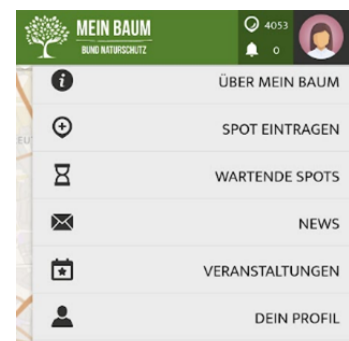 MEIN BAUM
BUND NATURSCHUTZ
4053
0
ÜBER MEIN BAUM
SPOT EINTRAGEN
WARTENDE SPOTS
NEWS
VERANSTALTUNGEN
DEIN PROFIL